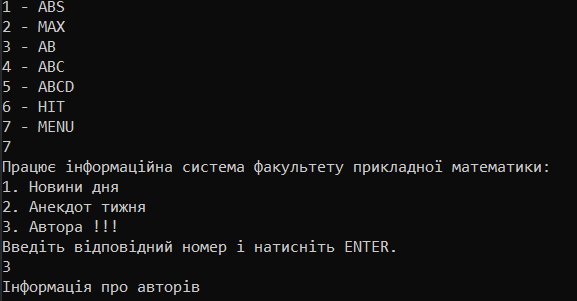 1 - ABS
2 - MAX
3 - AB
4 - ABC
5 - ABCD
6 - HIT
7 - MENU
7
Працює інформаційна система факультету прикладної математики:
1. Новини дня
2. Анекдот тижня
3. Автора !!!
Введіть відповідний номер і натисніть ENTER.
3
Інформація про авторів